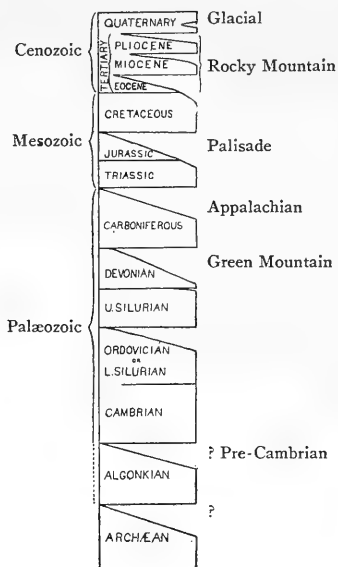 QUATERNARY Glacial
Cenozoic
TERTIARY
PLIOCENE
MIOCENE Rocky Mountain
EOCENE
CRETACEOUS
Mesozoic
JURASSIC Palisade
TRIASSIC
Appalachian
CARBONIFEROUS
Green Mountain
DEVONIAN
U.SILURIAN
Palæozoic
ORDOVICIAN
OR
L.SILURIAN
CAMBRIAN
? Pre-Cambrian
ALGONKIAN
?
ARCHÆAN